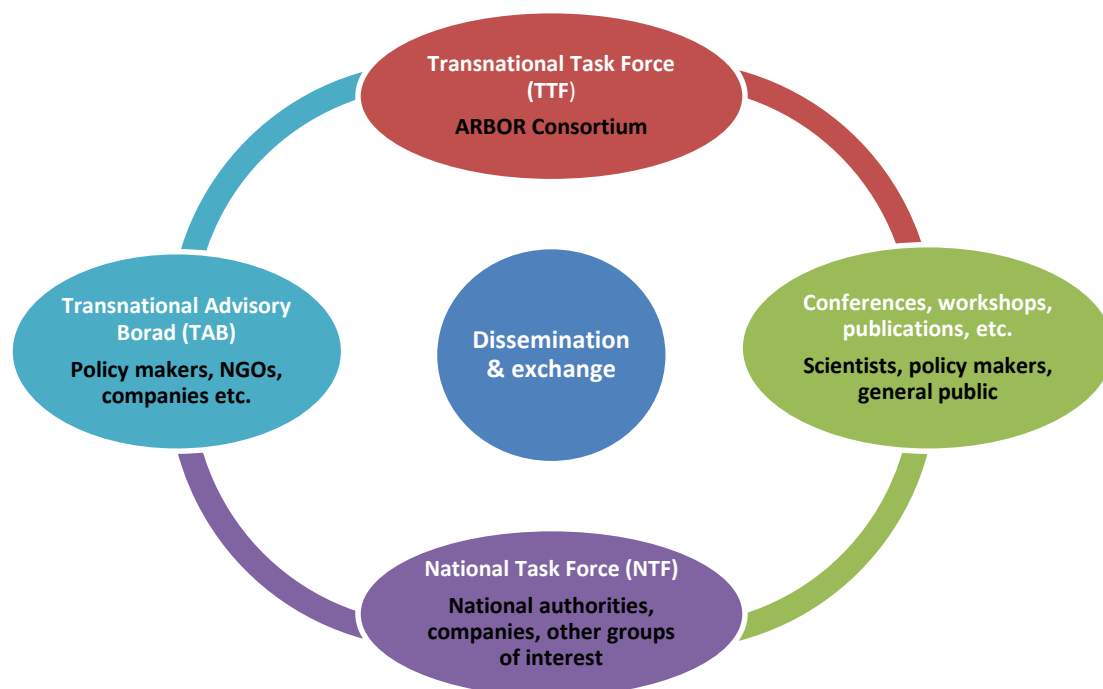 Transnational Task Force
(TTF)
ARBOR Consortium
Transnational Advisory
Borad (TAB)
Policy makers, NGOs,
companies etc.
Dissemination
& exchange
Conferences, workshops,
publications, etc.
Scientists, policy makers,
general public
National Task Force (NTF)
National authorities,
companies, other groups
of interest